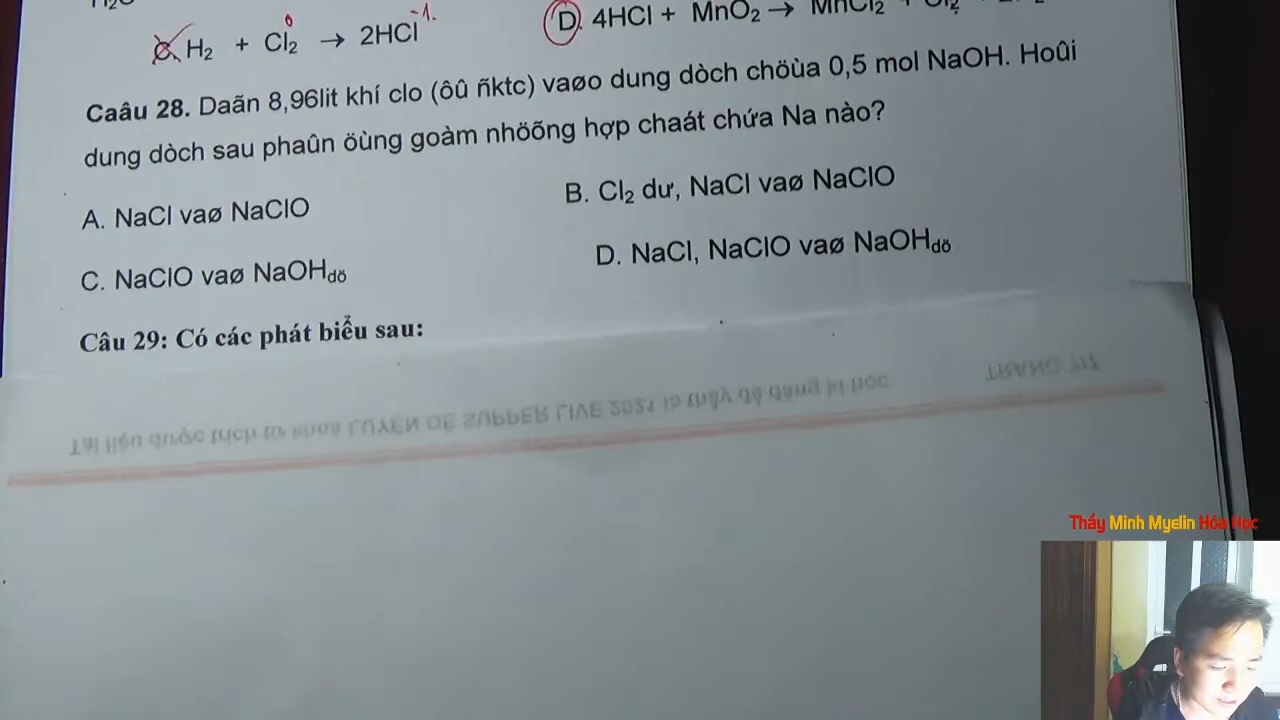 H₂ + Cl₂⁰ → 2HCl⁻¹·
D. 4HCl + MnO₂ → MnCl₂ +
Caâu 28. Daãn 8,96lit khí clo (ôû ñktc) vaøo dung dòch chöùa 0,5 mol NaOH. Hoûi
dung dòch sau phaûn öùng goàm nhöõng hợp chaát chứa Na nào?
A. NaCl vaø NaClO
B. Cl₂ dư, NaCl vaø NaClO
C. NaClO vaø NaOHdö
D. NaCl, NaClO vaø NaOHdö
Câu 29: Có các phát biểu sau:
Thầy Minh Myelin Hóa Học